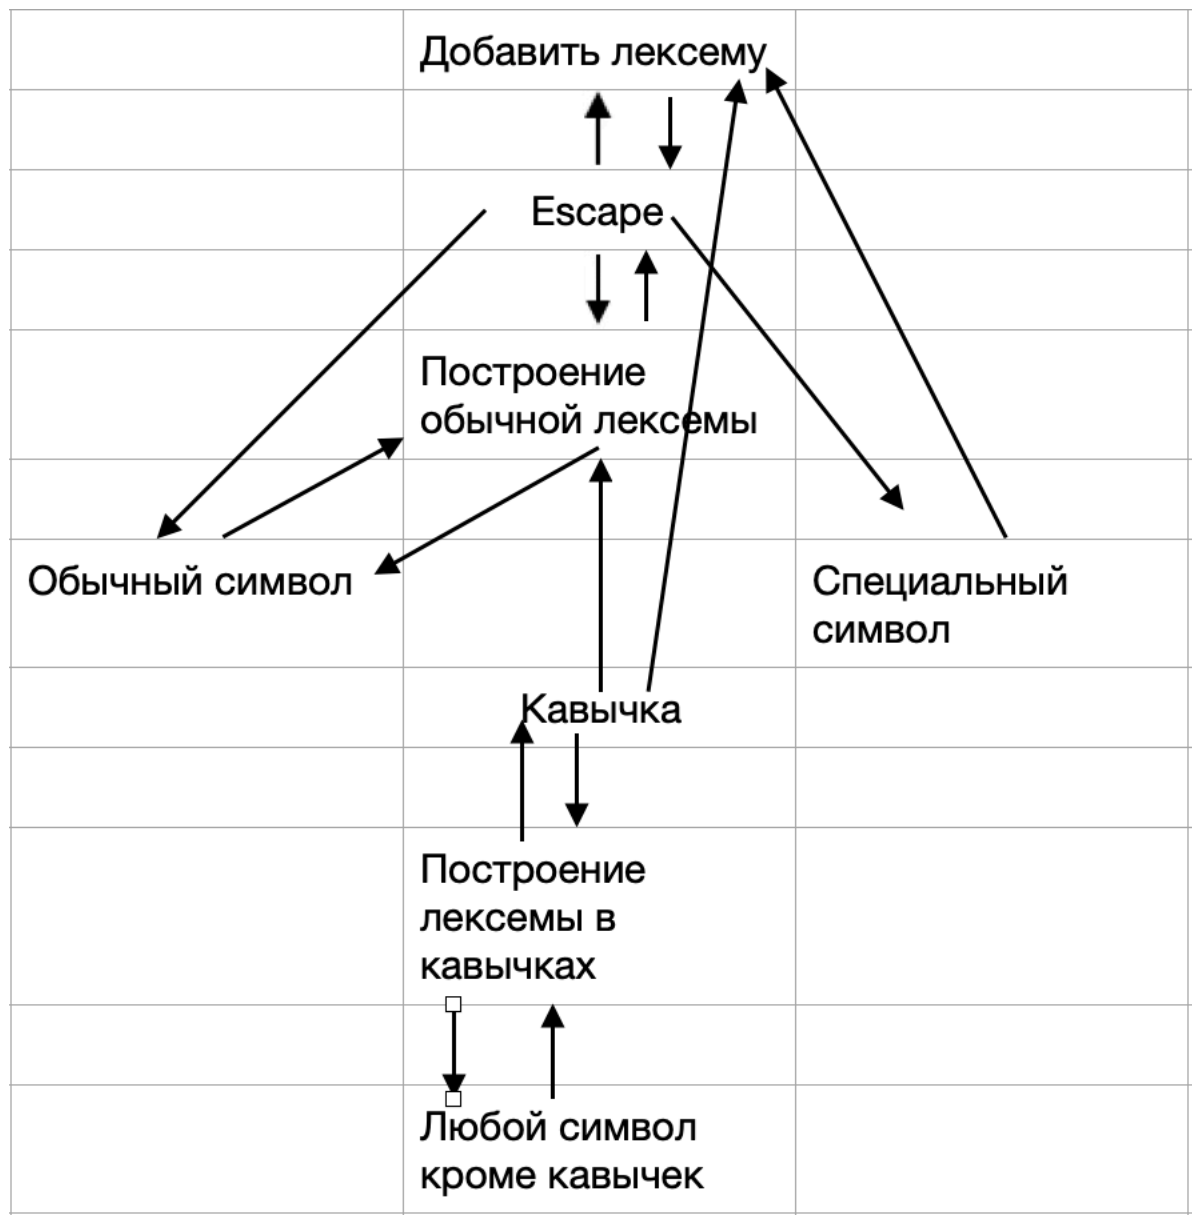 Добавить лексему
Escape
Построение
обычной лексемы
Обычный символ
Специальный
символ
Кавычка
Построение
лексемы в
кавычках
Любой символ
кроме кавычек